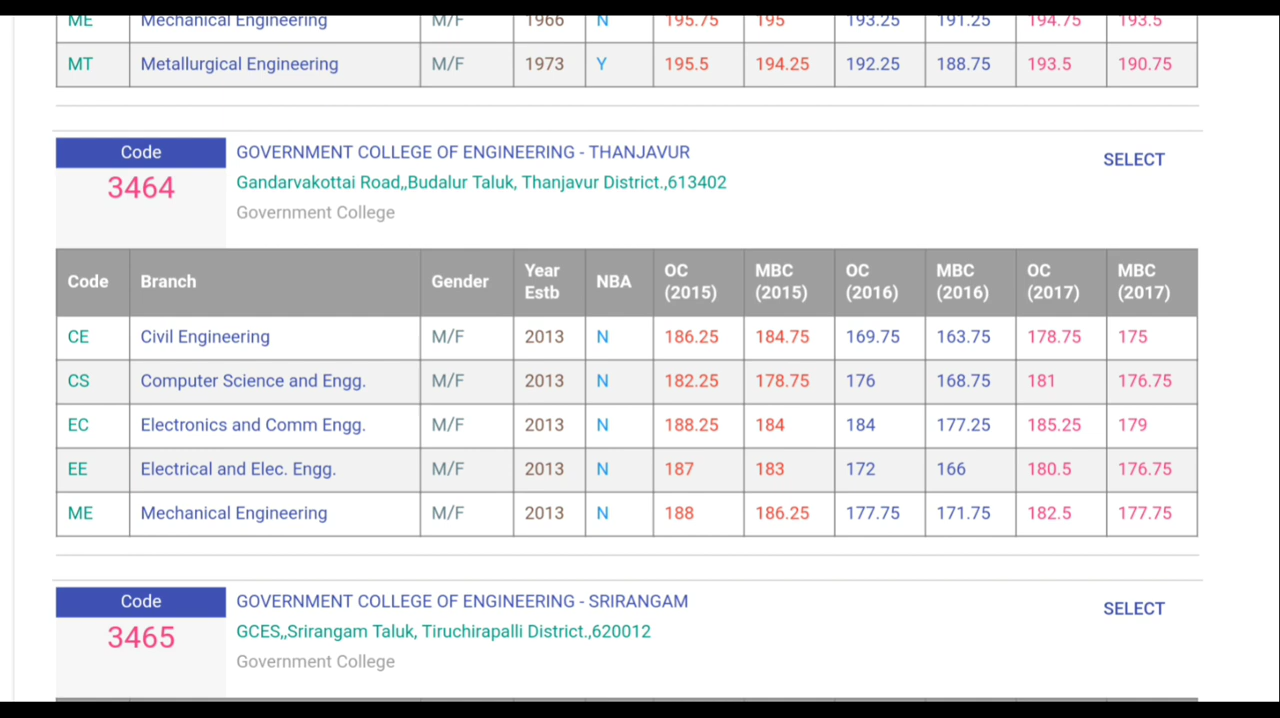 ME Mechanical Engineering M/F 1966 N 195.75 195 193.25 191.25 194.75 193.5
MT Metallurgical Engineering M/F 1973 Y 195.5 194.25 192.25 188.75 193.5 190.75
Code GOVERNMENT COLLEGE OF ENGINEERING - THANJAVUR SELECT
3464 Gandarvakottai Road,,Budalur Taluk, Thanjavur District.,613402
Government College
Code Branch Gender Year Estb NBA OC (2015) MBC (2015) OC (2016) MBC (2016) OC (2017) MBC (2017)
CE Civil Engineering M/F 2013 N 186.25 184.75 169.75 163.75 178.75 175
CS Computer Science and Engg. M/F 2013 N 182.25 178.75 176 168.75 181 176.75
EC Electronics and Comm Engg. M/F 2013 N 188.25 184 184 177.25 185.25 179
EE Electrical and Elec. Engg. M/F 2013 N 187 183 172 166 180.5 176.75
ME Mechanical Engineering M/F 2013 N 188 186.25 177.75 171.75 182.5 177.75
Code GOVERNMENT COLLEGE OF ENGINEERING - SRIRANGAM SELECT
3465 GCES,,Srirangam Taluk, Tiruchirapalli District.,620012
Government College